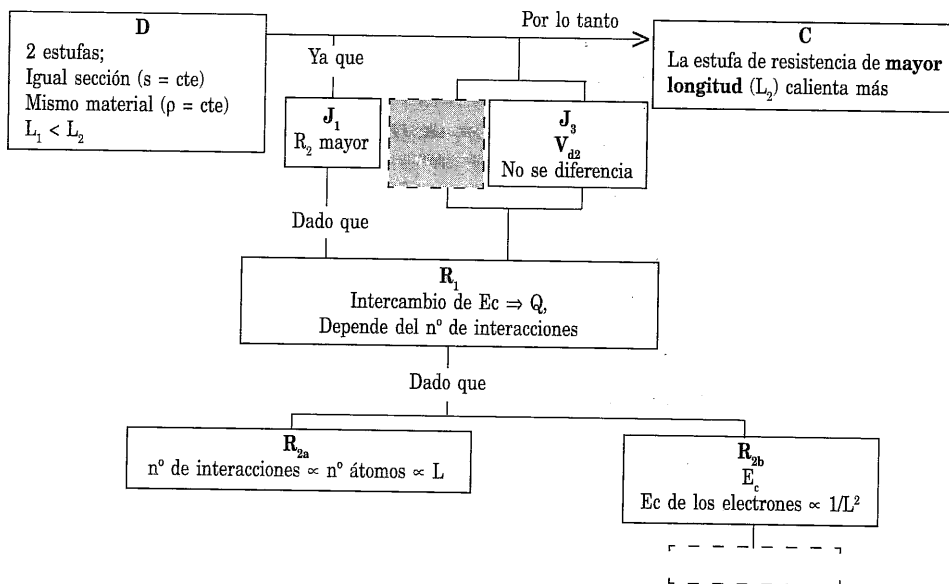 D
2 estufas;
Igual sección (s = cte)
Mismo material (ρ = cte)
L₁ < L₂
Por lo tanto
C
La estufa de resistencia de mayor
longitud (L₂) calienta más
Ya que
J₁
R₂ mayor
J₃
V_d2
No se diferencia
Dado que
R₁
Intercambio de Ec ⇒ Q,
Depende del nº de interacciones
Dado que
R₂ₐ
nº de interacciones ∝ nº átomos ∝ L
R_2b
E_c
Ec de los electrones ∝ 1/L²